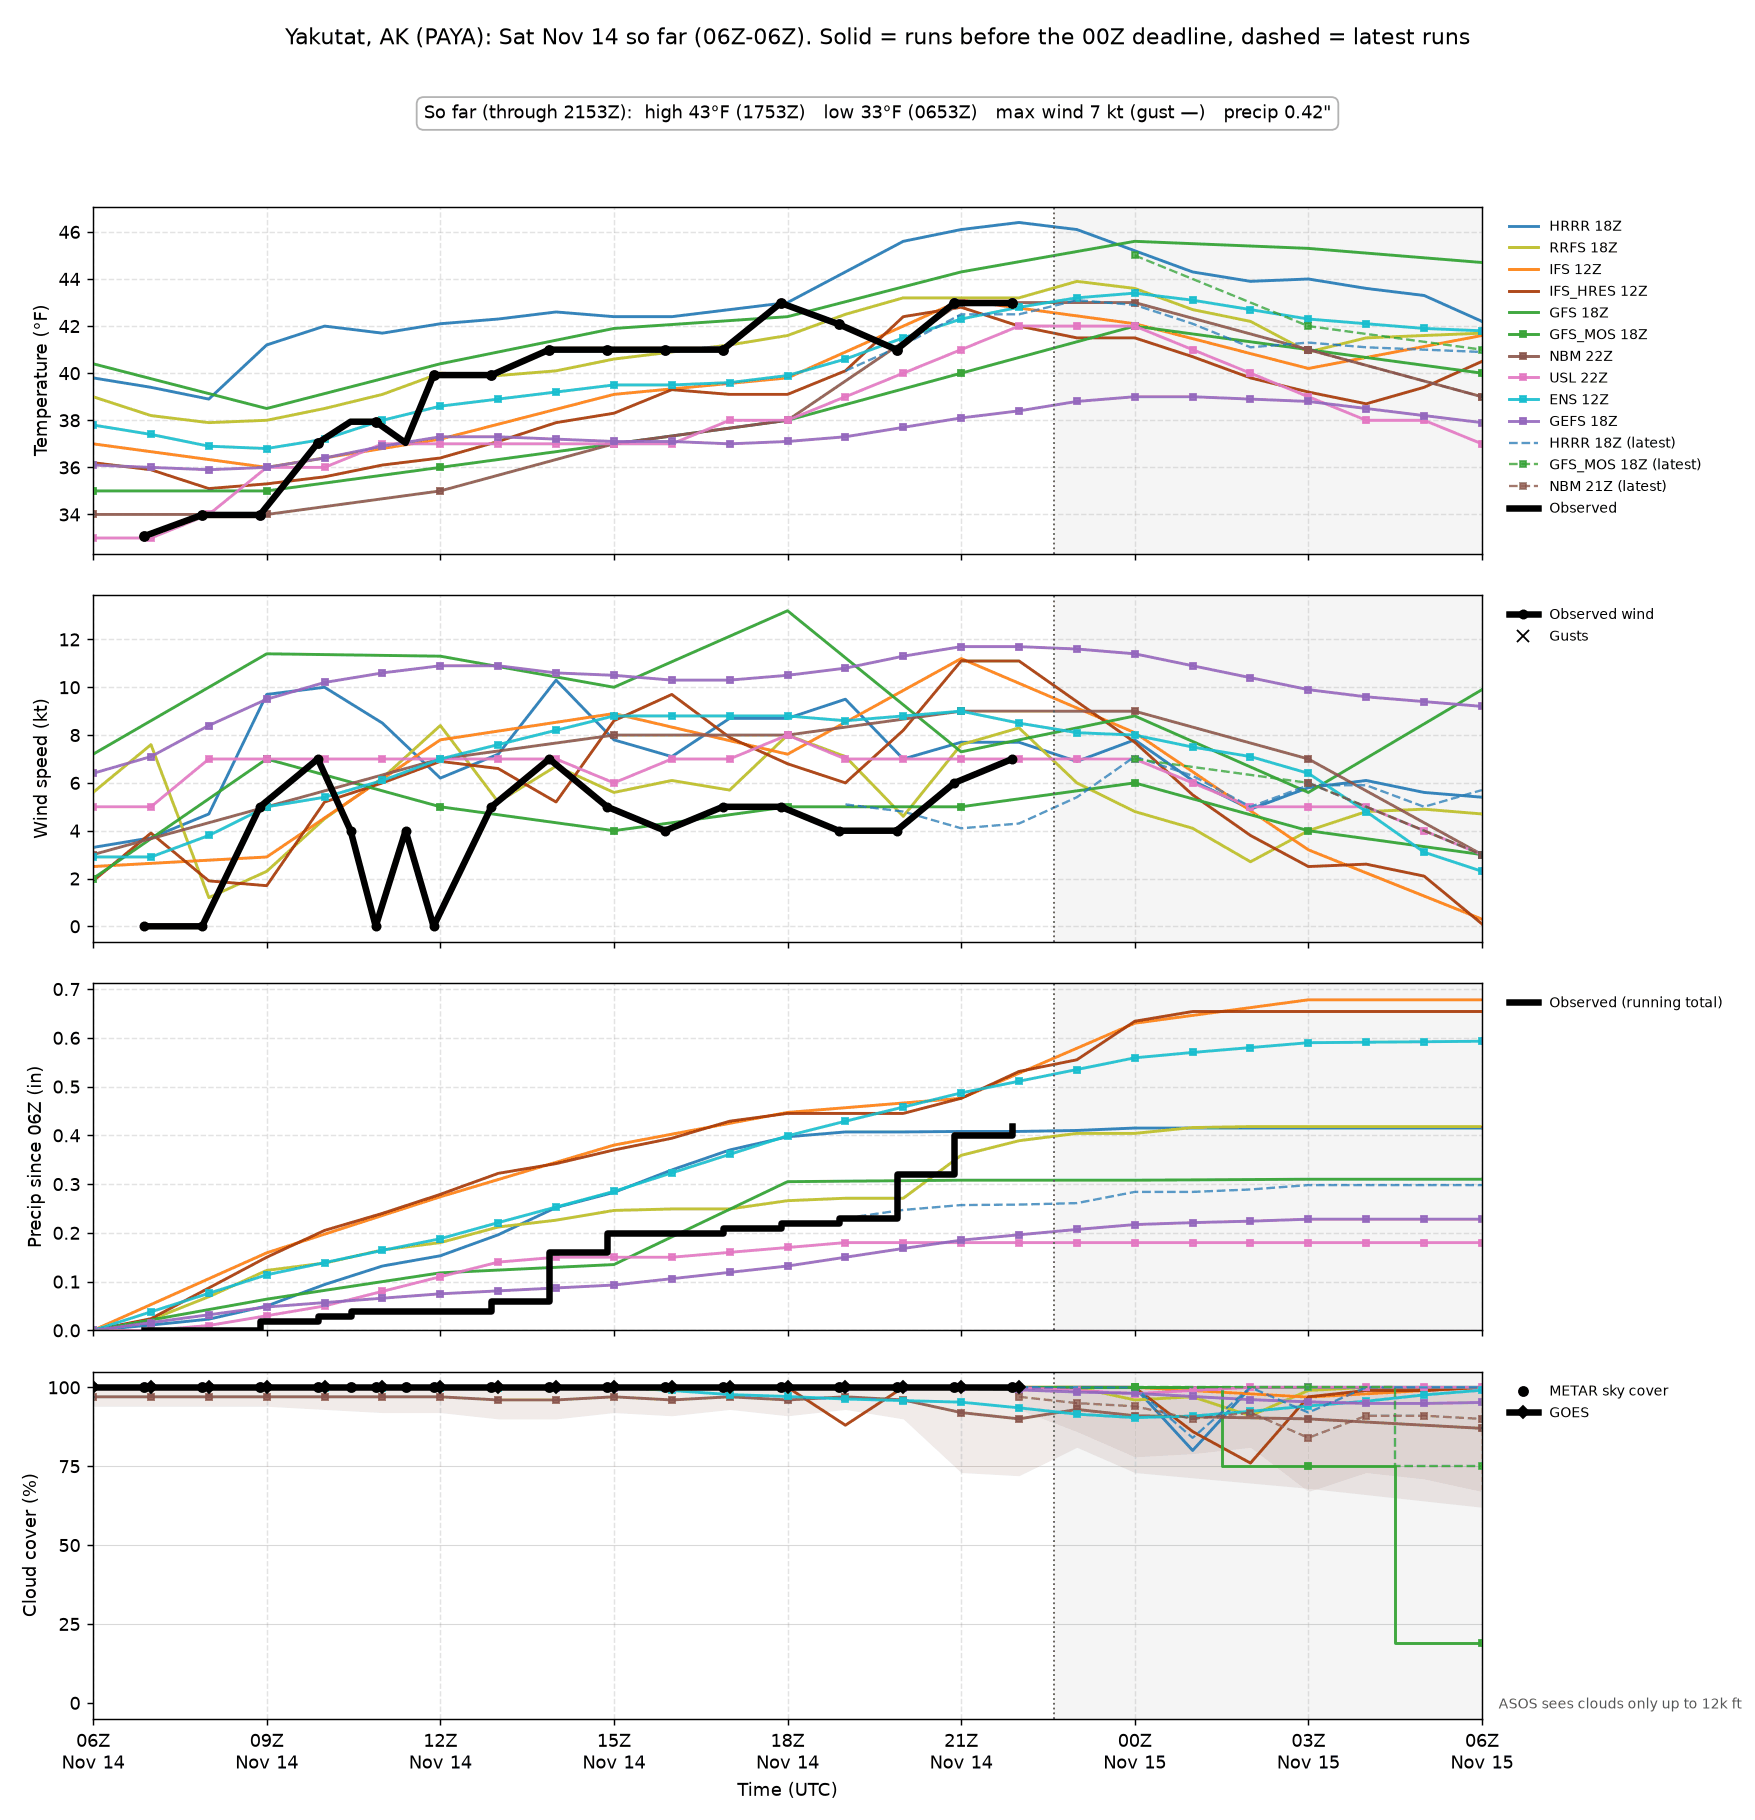 Yakutat, AK (PAYA): Sat Nov 14 so far (06Z-06Z). Solid = runs before the 00Z deadline, dashed = latest runs
So far (through 2153Z):  high 43°F (1753Z)   low 33°F (0653Z)   max wind 7 kt (gust —)   precip 0.42"
Temperature (°F)
46
44
42
40
38
36
34
HRRR 18Z
RRFS 18Z
IFS 12Z
IFS_HRES 12Z
GFS 18Z
GFS_MOS 18Z
NBM 22Z
USL 22Z
ENS 12Z
GEFS 18Z
HRRR 18Z (latest)
GFS_MOS 18Z (latest)
NBM 21Z (latest)
Observed
Wind speed (kt)
12
10
8
6
4
2
0
Observed wind
Gusts
Precip since 06Z (in)
0.7
0.6
0.5
0.4
0.3
0.2
0.1
0.0
Observed (running total)
Cloud cover (%)
100
75
50
25
0
METAR sky cover
GOES
ASOS sees clouds only up to 12k ft
06Z
Nov 14
09Z
Nov 14
12Z
Nov 14
15Z
Nov 14
18Z
Nov 14
21Z
Nov 14
00Z
Nov 15
03Z
Nov 15
06Z
Nov 15
Time (UTC)